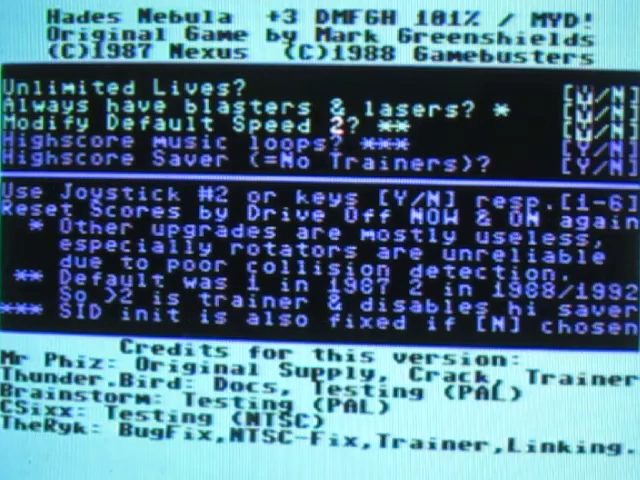 Hades Nebula  +3 DMFGH 101% / MYD!
Original Game by Mark Greenshields
(C)1987 Nexus  (C)1988 Gamebusters
Unlimited Lives? [Y/N]
Always have blasters & lasers? * [Y/N]
Modify Default Speed 2? ** [Y/N]
Highscore music loops? *** [Y/N]
Highscore Saver (=No Trainers)? [Y/N]
Use Joystick #2 or keys [Y/N] resp.[1-6]
Reset Scores by Drive Off NOW & ON again
* Other upgrades are mostly useless,
especially rotators are unreliable
due to poor collision detection.
** Default was 1 in 1987 2 in 1988/1992
So >2 is trainer & disables hi saver
*** SID init is also fixed if [N] chosen
Credits for this version:
Mr Phiz: Original Supply, Crack, Trainer
Thunder.Bird: Docs, Testing (PAL)
Brainstorm: Testing (PAL)
CSixx: Testing (NTSC)
TheRyk: BugFix,NTSC-Fix,Trainer,Linking.